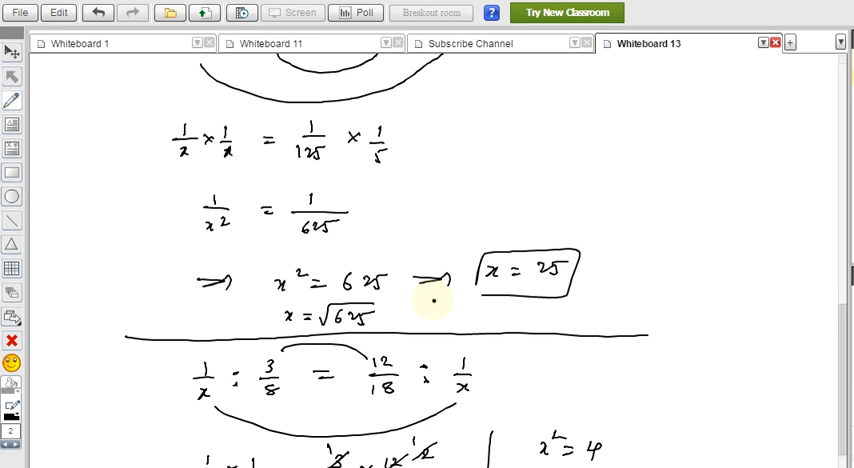 File Edit Screen Poll Breakout room ? Try New Classroom
Whiteboard 1 Whiteboard 11 Subscribe Channel Whiteboard 13
1/x × 1/x = 1/125 × 1/5
1/x² = 1/625
⇒ x² = 625 ⇒ x = 25
x = √625
1/x : 3/8 = 12/18 : 1/x
x² = 4
2